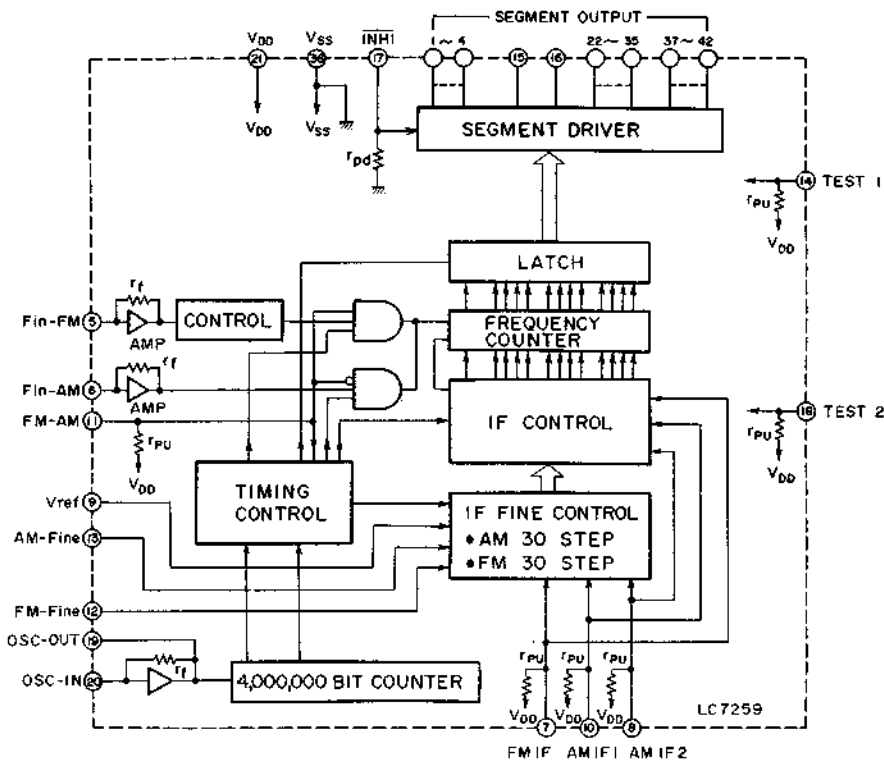 SEGMENT OUTPUT
VDD VSS INH1 1~4 22~35 37~42
21 36 17 15 16
VDD VSS
SEGMENT DRIVER
rpd
14 TEST 1
rPU
VDD
LATCH
rf
Fin-FM 5 AMP CONTROL
FREQUENCY COUNTER
rf
Fin-AM 6 AMP
FM-AM 11
IF CONTROL
18 TEST 2
rPU
VDD
rPU
VDD
TIMING CONTROL
Vref 9
AM-Fine 13
IF FINE CONTROL
•AM 30 STEP
•FM 30 STEP
FM-Fine 12
OSC-OUT 19
OSC-IN 20 rf
4,000,000 BIT COUNTER
rPU rPU rPU
VDD VDD VDD
LC7259
7 10 8
FM IF AM IF1 AM IF2